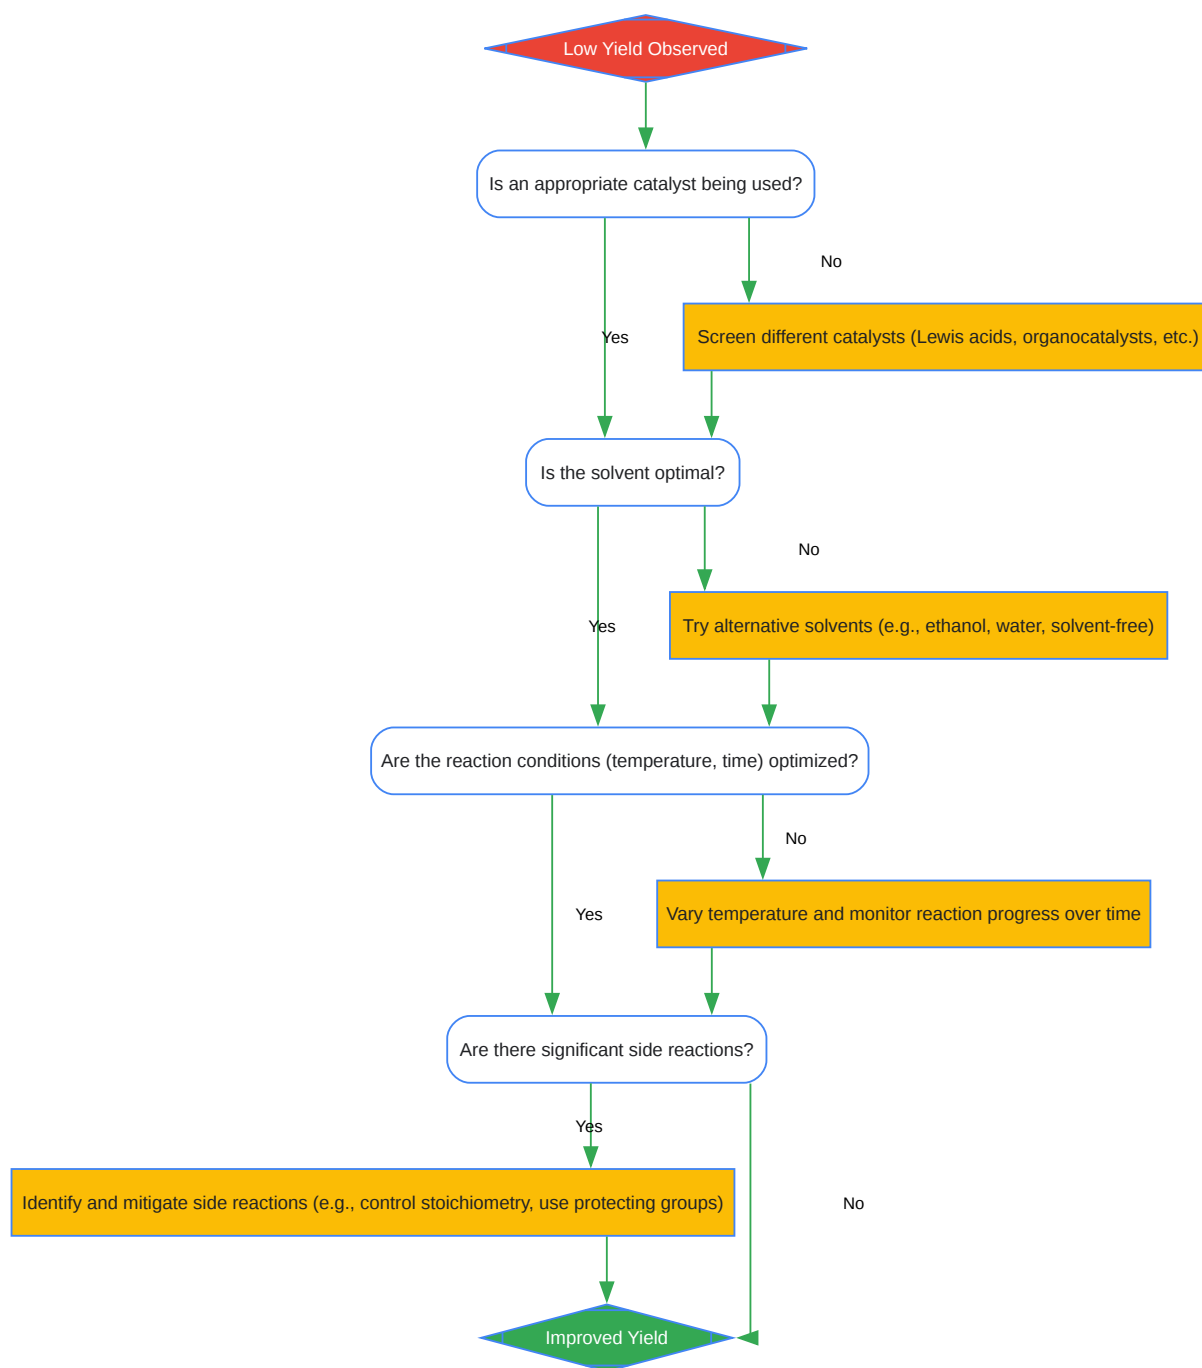 Low Yield Observed
Is an appropriate catalyst being used?
No
Yes
Screen different catalysts (Lewis acids, organocatalysts, etc.)
Is the solvent optimal?
No
Yes
Try alternative solvents (e.g., ethanol, water, solvent-free)
Are the reaction conditions (temperature, time) optimized?
No
Yes
Vary temperature and monitor reaction progress over time
Are there significant side reactions?
Yes
Identify and mitigate side reactions (e.g., control stoichiometry, use protecting groups)
No
Improved Yield